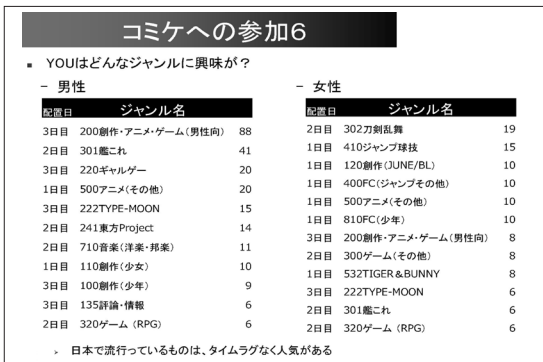 コミケへの参加6
▪ YOUはどんなジャンルに興味が？
– 男性
配置日 ジャンル名
3日目 200創作・アニメ・ゲーム（男性向） 88
2日目 301艦これ 41
3日目 220ギャルゲー 20
1日目 500アニメ（その他） 20
3日目 222TYPE-MOON 15
2日目 241東方Project 14
2日目 710音楽（洋楽・邦楽） 11
1日目 110創作（少女） 10
3日目 100創作（少年） 9
3日目 135評論・情報 6
2日目 320ゲーム（RPG） 6
– 女性
配置日 ジャンル名
2日目 302刀剣乱舞 19
1日目 410ジャンプ球技 15
1日目 120創作（JUNE/BL） 10
1日目 400FC（ジャンプその他） 10
1日目 500アニメ（その他） 10
1日目 810FC（少年） 10
3日目 200創作・アニメ・ゲーム（男性向） 8
2日目 300ゲーム（その他） 8
1日目 532TIGER＆BUNNY 8
3日目 222TYPE-MOON 6
2日目 301艦これ 6
2日目 320ゲーム（RPG） 6
➢ 日本で流行っているものは、タイムラグなく人気がある